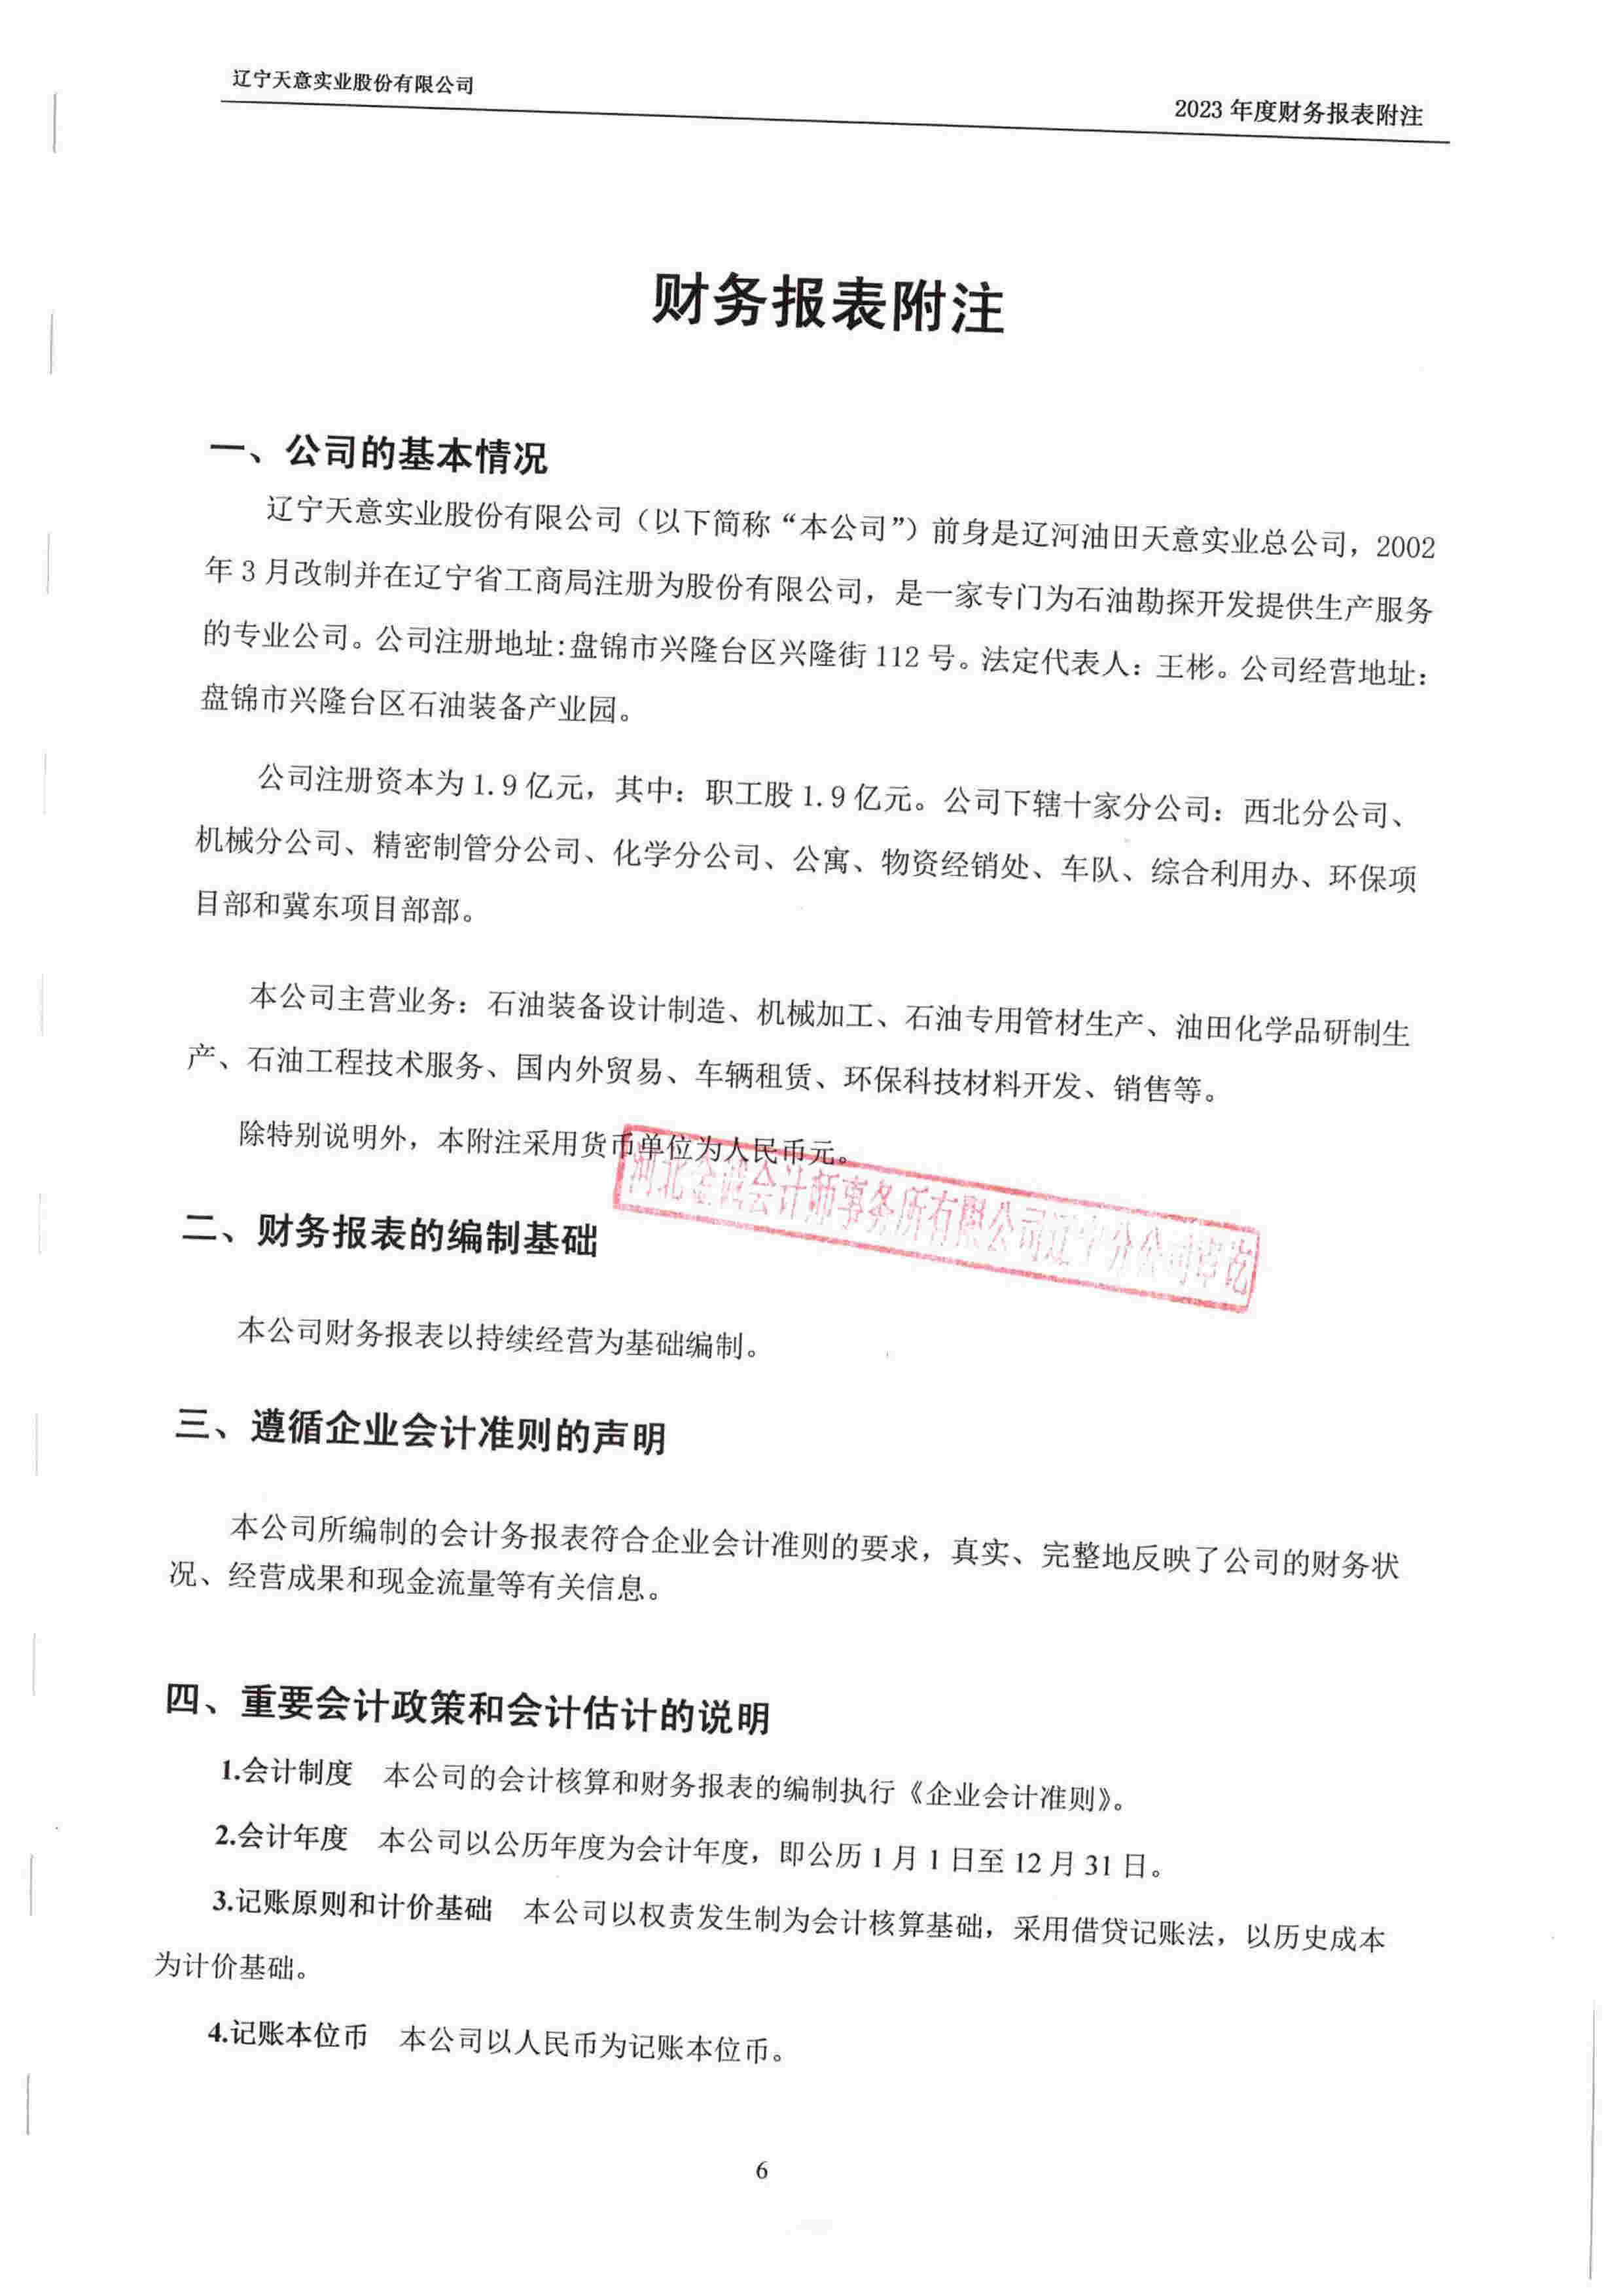 辽宁天意实业股份有限公司
2023 年度财务报表附注
财务报表附注
一、公司的基本情况
辽宁天意实业股份有限公司（以下简称“本公司”）前身是辽河油田天意实业总公司，2002
年 3 月改制并在辽宁省工商局注册为股份有限公司，是一家专门为石油勘探开发提供生产服务
的专业公司。公司注册地址:盘锦市兴隆台区兴隆街 112 号。法定代表人：王彬。公司经营地址：
盘锦市兴隆台区石油装备产业园。
公司注册资本为 1.9 亿元，其中：职工股 1.9 亿元。公司下辖十家分公司：西北分公司、
机械分公司、精密制管分公司、化学分公司、公寓、物资经销处、车队、综合利用办、环保项
目部和冀东项目部部。
本公司主营业务：石油装备设计制造、机械加工、石油专用管材生产、油田化学品研制生
产、石油工程技术服务、国内外贸易、车辆租赁、环保科技材料开发、销售等。
除特别说明外，本附注采用货币单位为人民币元。
河北金诚会计师事务所有限公司辽宁分公司审讫
二、财务报表的编制基础
本公司财务报表以持续经营为基础编制。
三、遵循企业会计准则的声明
本公司所编制的会计务报表符合企业会计准则的要求，真实、完整地反映了公司的财务状
况、经营成果和现金流量等有关信息。
四、重要会计政策和会计估计的说明
1.会计制度 本公司的会计核算和财务报表的编制执行《企业会计准则》。
2.会计年度 本公司以公历年度为会计年度，即公历 1 月 1 日至 12 月 31 日。
3.记账原则和计价基础 本公司以权责发生制为会计核算基础，采用借贷记账法，以历史成本
为计价基础。
4.记账本位币 本公司以人民币为记账本位币。
6